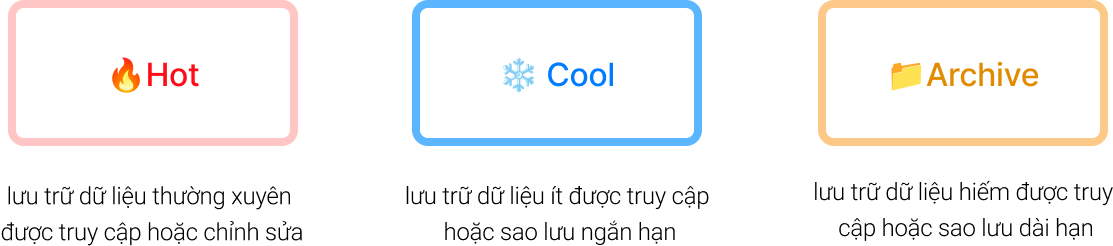 🔥Hot
lưu trữ dữ liệu thường xuyên
được truy cập hoặc chỉnh sửa
❄️ Cool
lưu trữ dữ liệu ít được truy cập
hoặc sao lưu ngắn hạn
📁Archive
lưu trữ dữ liệu hiếm được truy
cập hoặc sao lưu dài hạn